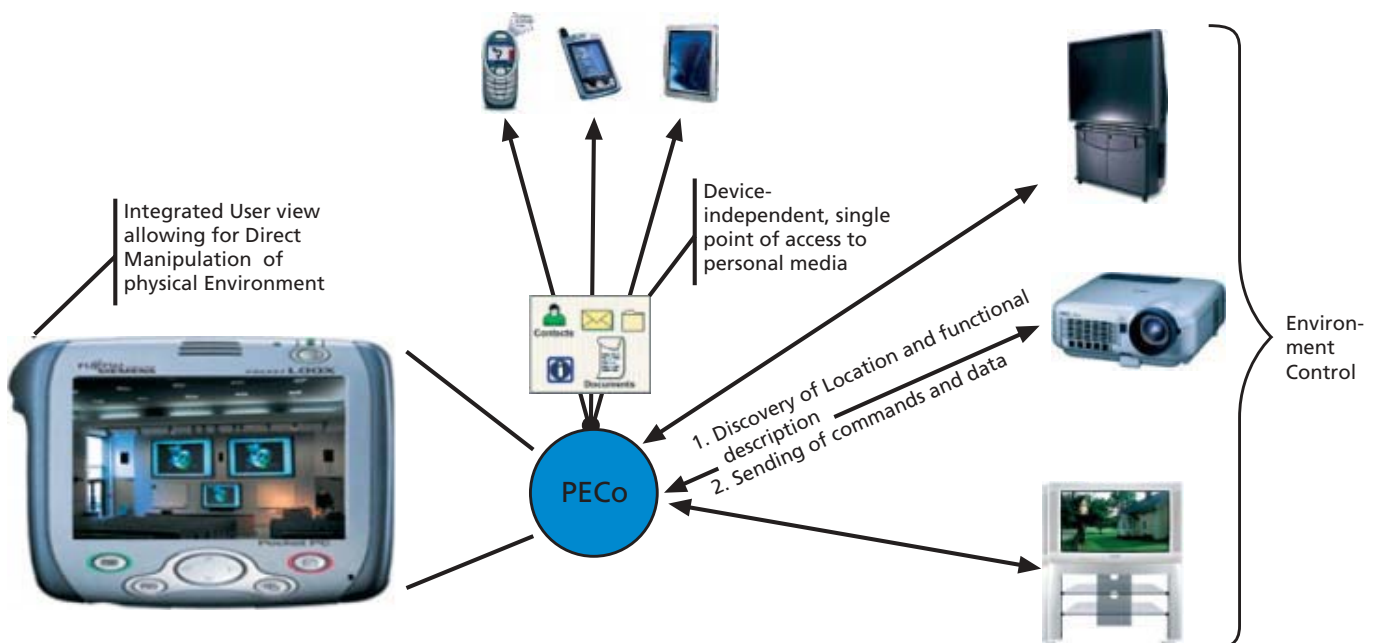 Integrated User view
allowing for Direct
Manipulation of
physical Environment
Device-
independent, single
point of access to
personal media
Contacts
Documents
FUJITSU
SIEMENS
POCKET LOOX
Pocket PC
PECo
1. Discovery of Location and functional
description
2. Sending of commands and data
Environ-
ment
Control